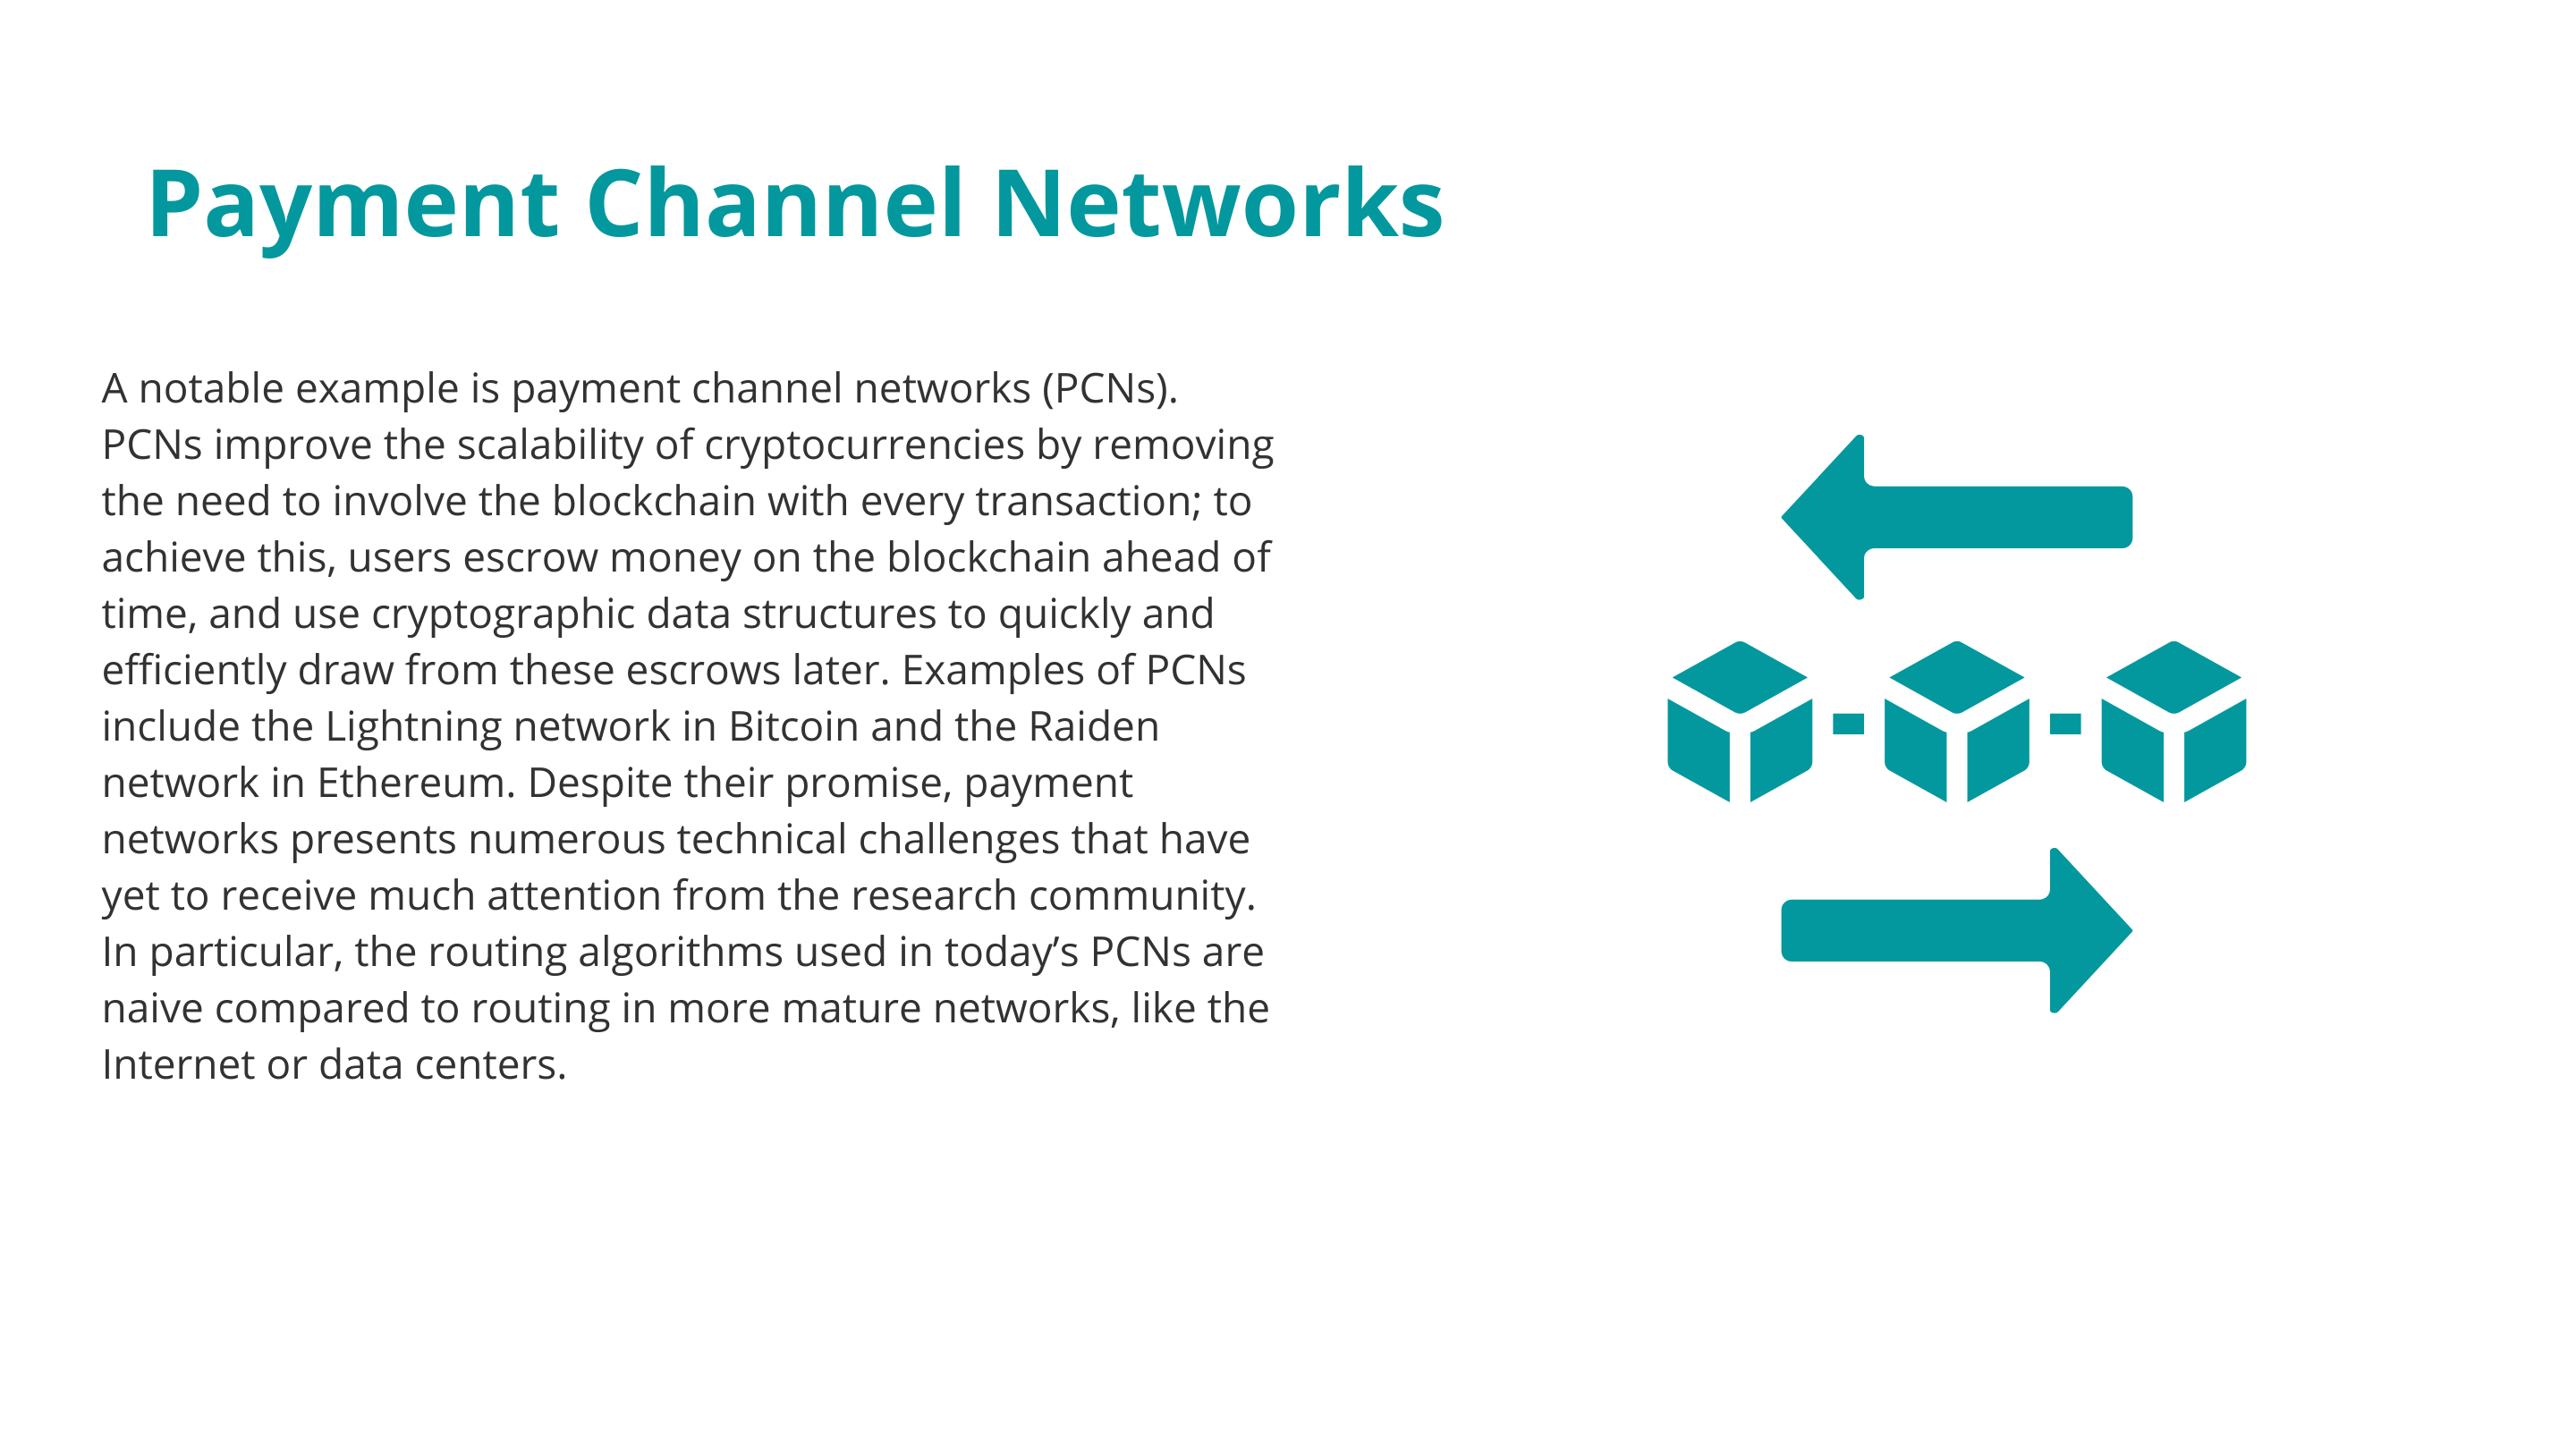 Payment Channel Networks
A notable example is payment channel networks (PCNs).
PCNs improve the scalability of cryptocurrencies by removing
the need to involve the blockchain with every transaction; to
achieve this, users escrow money on the blockchain ahead of
time, and use cryptographic data structures to quickly and
efficiently draw from these escrows later. Examples of PCNs
include the Lightning network in Bitcoin and the Raiden
network in Ethereum. Despite their promise, payment
networks presents numerous technical challenges that have
yet to receive much attention from the research community.
In particular, the routing algorithms used in today’s PCNs are
naive compared to routing in more mature networks, like the
Internet or data centers.